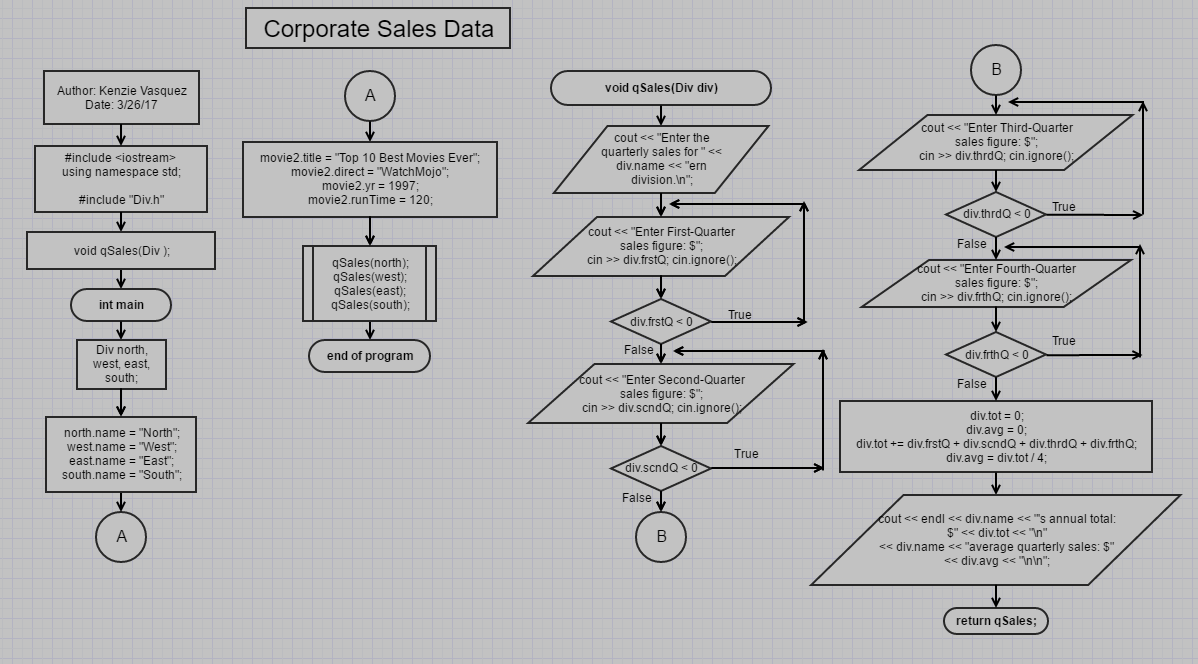 Corporate Sales Data
Author: Kenzie Vasquez
Date: 3/26/17
#include <iostream>
using namespace std;
#include "Div.h"
void qSales(Div );
int main
Div north,
west, east,
south;
north.name = "North";
west.name = "West";
east.name = "East";
south.name = "South";
A
A
movie2.title = "Top 10 Best Movies Ever";
movie2.direct = "WatchMojo";
movie2.yr = 1997;
movie2.runTime = 120;
qSales(north);
qSales(west);
qSales(east);
qSales(south);
end of program
void qSales(Div div)
cout << "Enter the
quarterly sales for " <<
div.name << "ern
division.\n";
cout << "Enter First-Quarter
sales figure: $";
cin >> div.frstQ; cin.ignore();
div.frstQ < 0
True
False
cout << "Enter Second-Quarter
sales figure: $";
cin >> div.scndQ; cin.ignore();
div.scndQ < 0
True
False
B
B
cout << "Enter Third-Quarter
sales figure: $";
cin >> div.thrdQ; cin.ignore();
div.thrdQ < 0
True
False
cout << "Enter Fourth-Quarter
sales figure: $";
cin >> div.frthQ; cin.ignore();
div.frthQ < 0
True
False
div.tot = 0;
div.avg = 0;
div.tot += div.frstQ + div.scndQ + div.thrdQ + div.frthQ;
div.avg = div.tot / 4;
cout << endl << div.name << "'s annual total:
$" << div.tot << "\n"
<< div.name << "average quarterly sales: $"
<< div.avg << "\n\n";
return qSales;